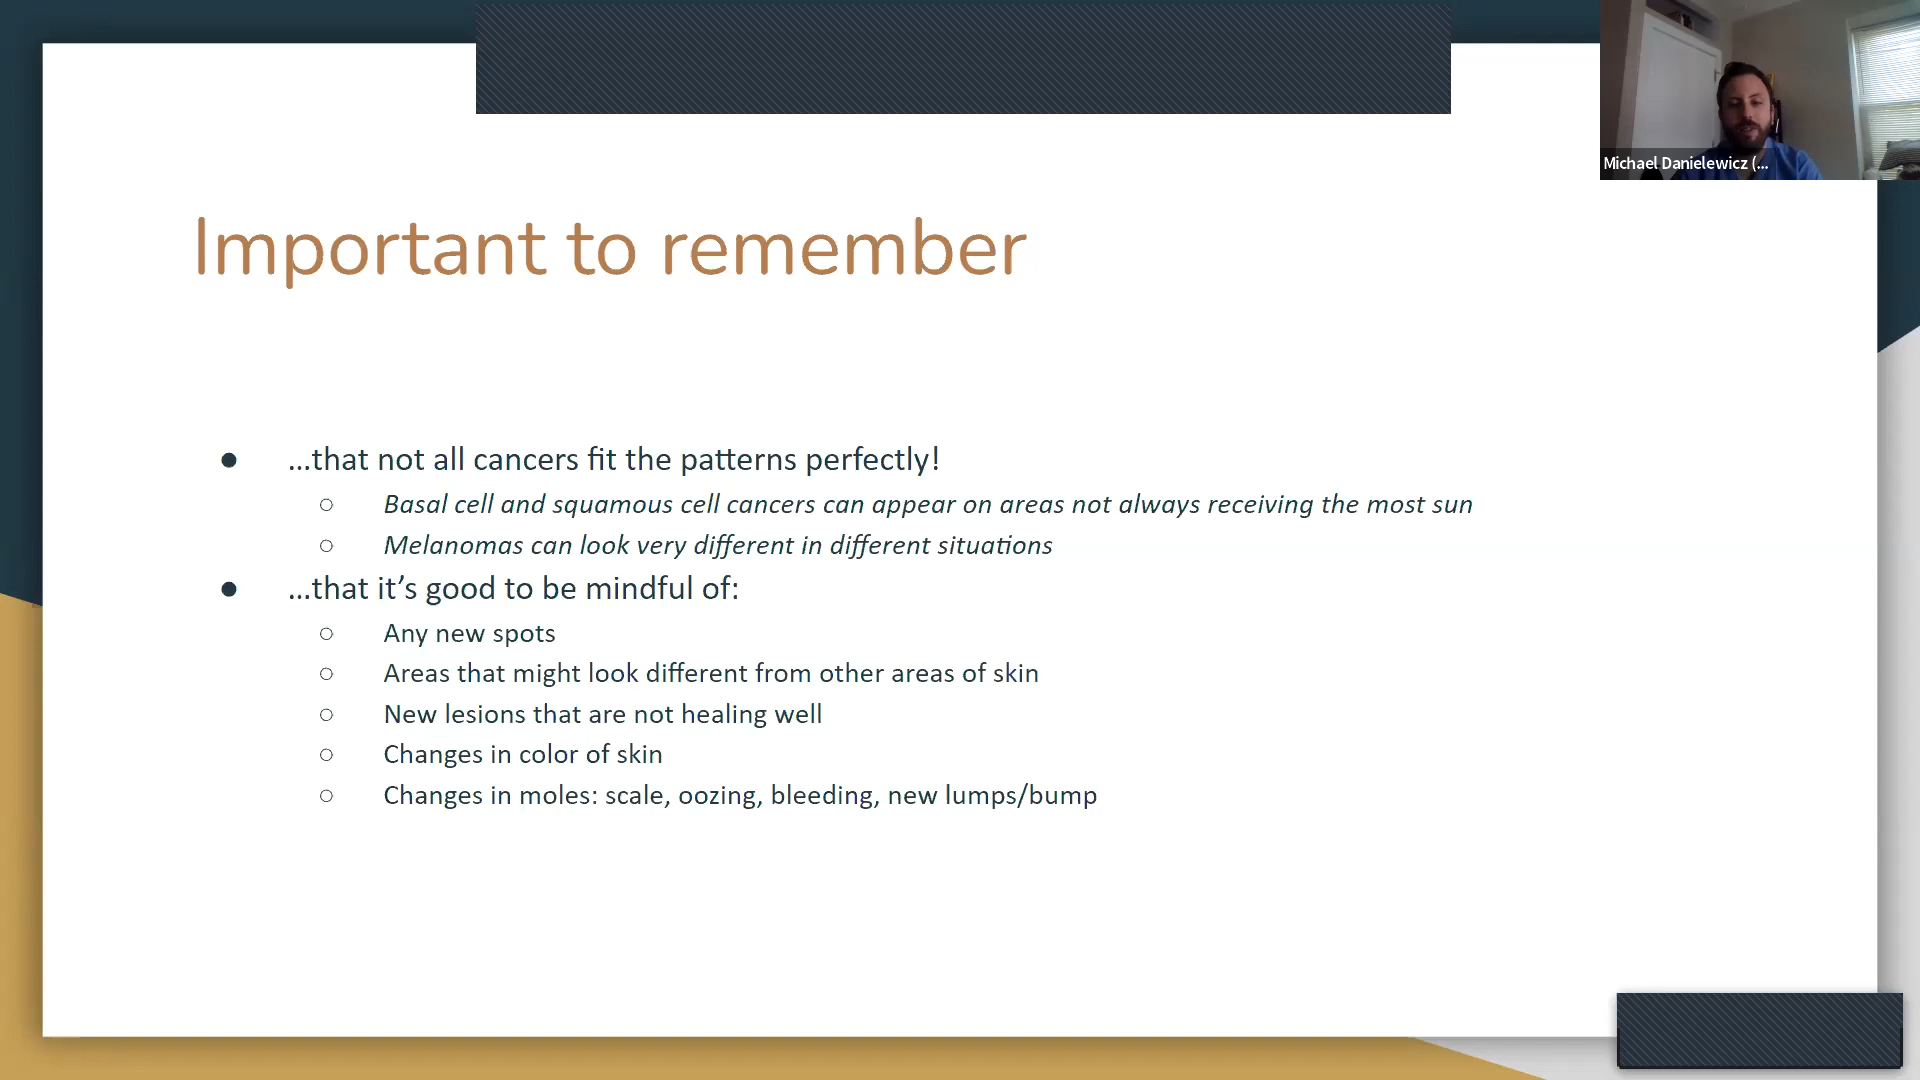 Michael Danielewicz (...
Important to remember
● ...that not all cancers fit the patterns perfectly!
○ Basal cell and squamous cell cancers can appear on areas not always receiving the most sun
○ Melanomas can look very different in different situations
● ...that it’s good to be mindful of:
○ Any new spots
○ Areas that might look different from other areas of skin
○ New lesions that are not healing well
○ Changes in color of skin
○ Changes in moles: scale, oozing, bleeding, new lumps/bump